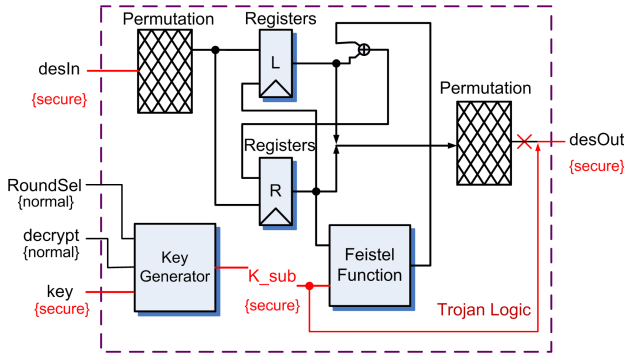 Permutation
Registers
desIn
{secure}
L
Permutation
desOut
{secure}
Registers
R
RoundSel
{normal}
decrypt
{normal}
key
{secure}
Key
Generator
K_sub
{secure}
Feistel
Function
Trojan Logic